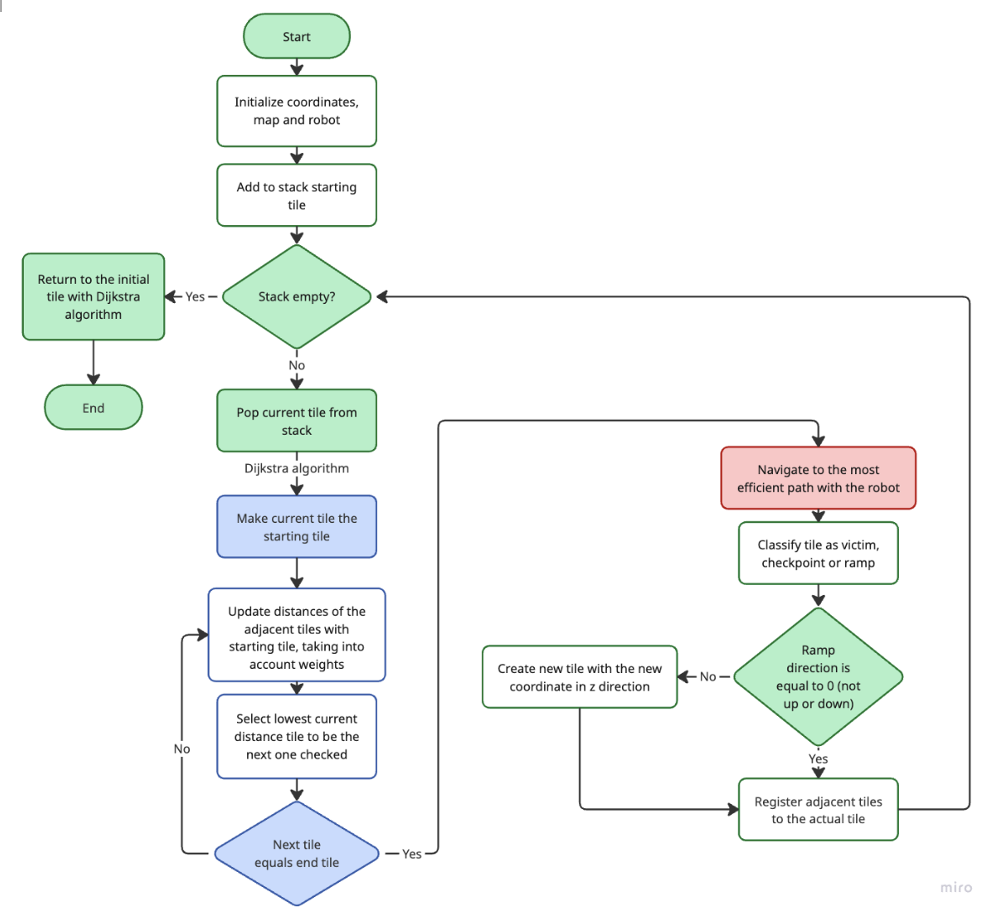 Start
Initialize coordinates,
map and robot
Add to stack starting
tile
Stack empty?
Yes
Return to the initial
tile with Dijkstra
algorithm
End
No
Pop current tile from
stack
Dijkstra algorithm
Make current tile the
starting tile
Update distances of the
adjacent tiles with
starting tile, taking into
account weights
Select lowest current
distance tile to be the
next one checked
No
Next tile
equals end tile
Yes
Navigate to the most
efficient path with the robot
Classify tile as victim,
checkpoint or ramp
Ramp
direction is
equal to 0 (not
up or down)
No
Create new tile with the new
coordinate in z direction
Yes
Register adjacent tiles
to the actual tile
miro